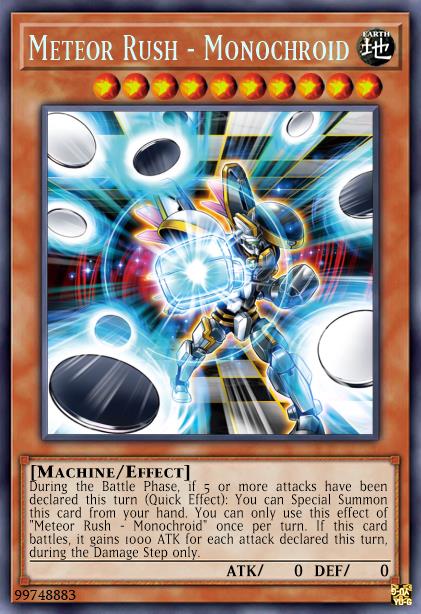 METEOR RUSH - MONOCHROID
EARTH
地
[MACHINE/EFFECT]
During the Battle Phase, if 5 or more attacks have been
declared this turn (Quick Effect): You can Special Summon
this card from your hand. You can only use this effect of
"Meteor Rush - Monochroid" once per turn. If this card
battles, it gains 1000 ATK for each attack declared this turn,
during the Damage Step only.
ATK/ 0 DEF/ 0
99748883